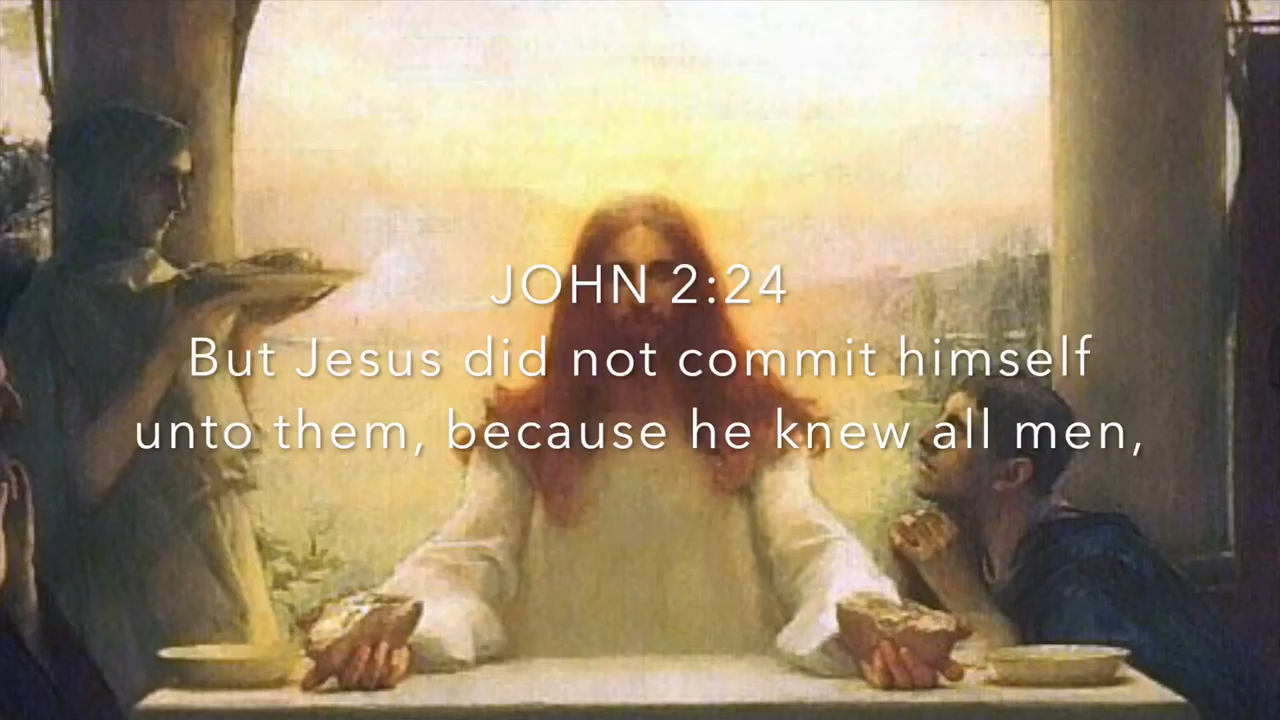 JOHN 2:24
But Jesus did not commit himself
unto them, because he knew all men,